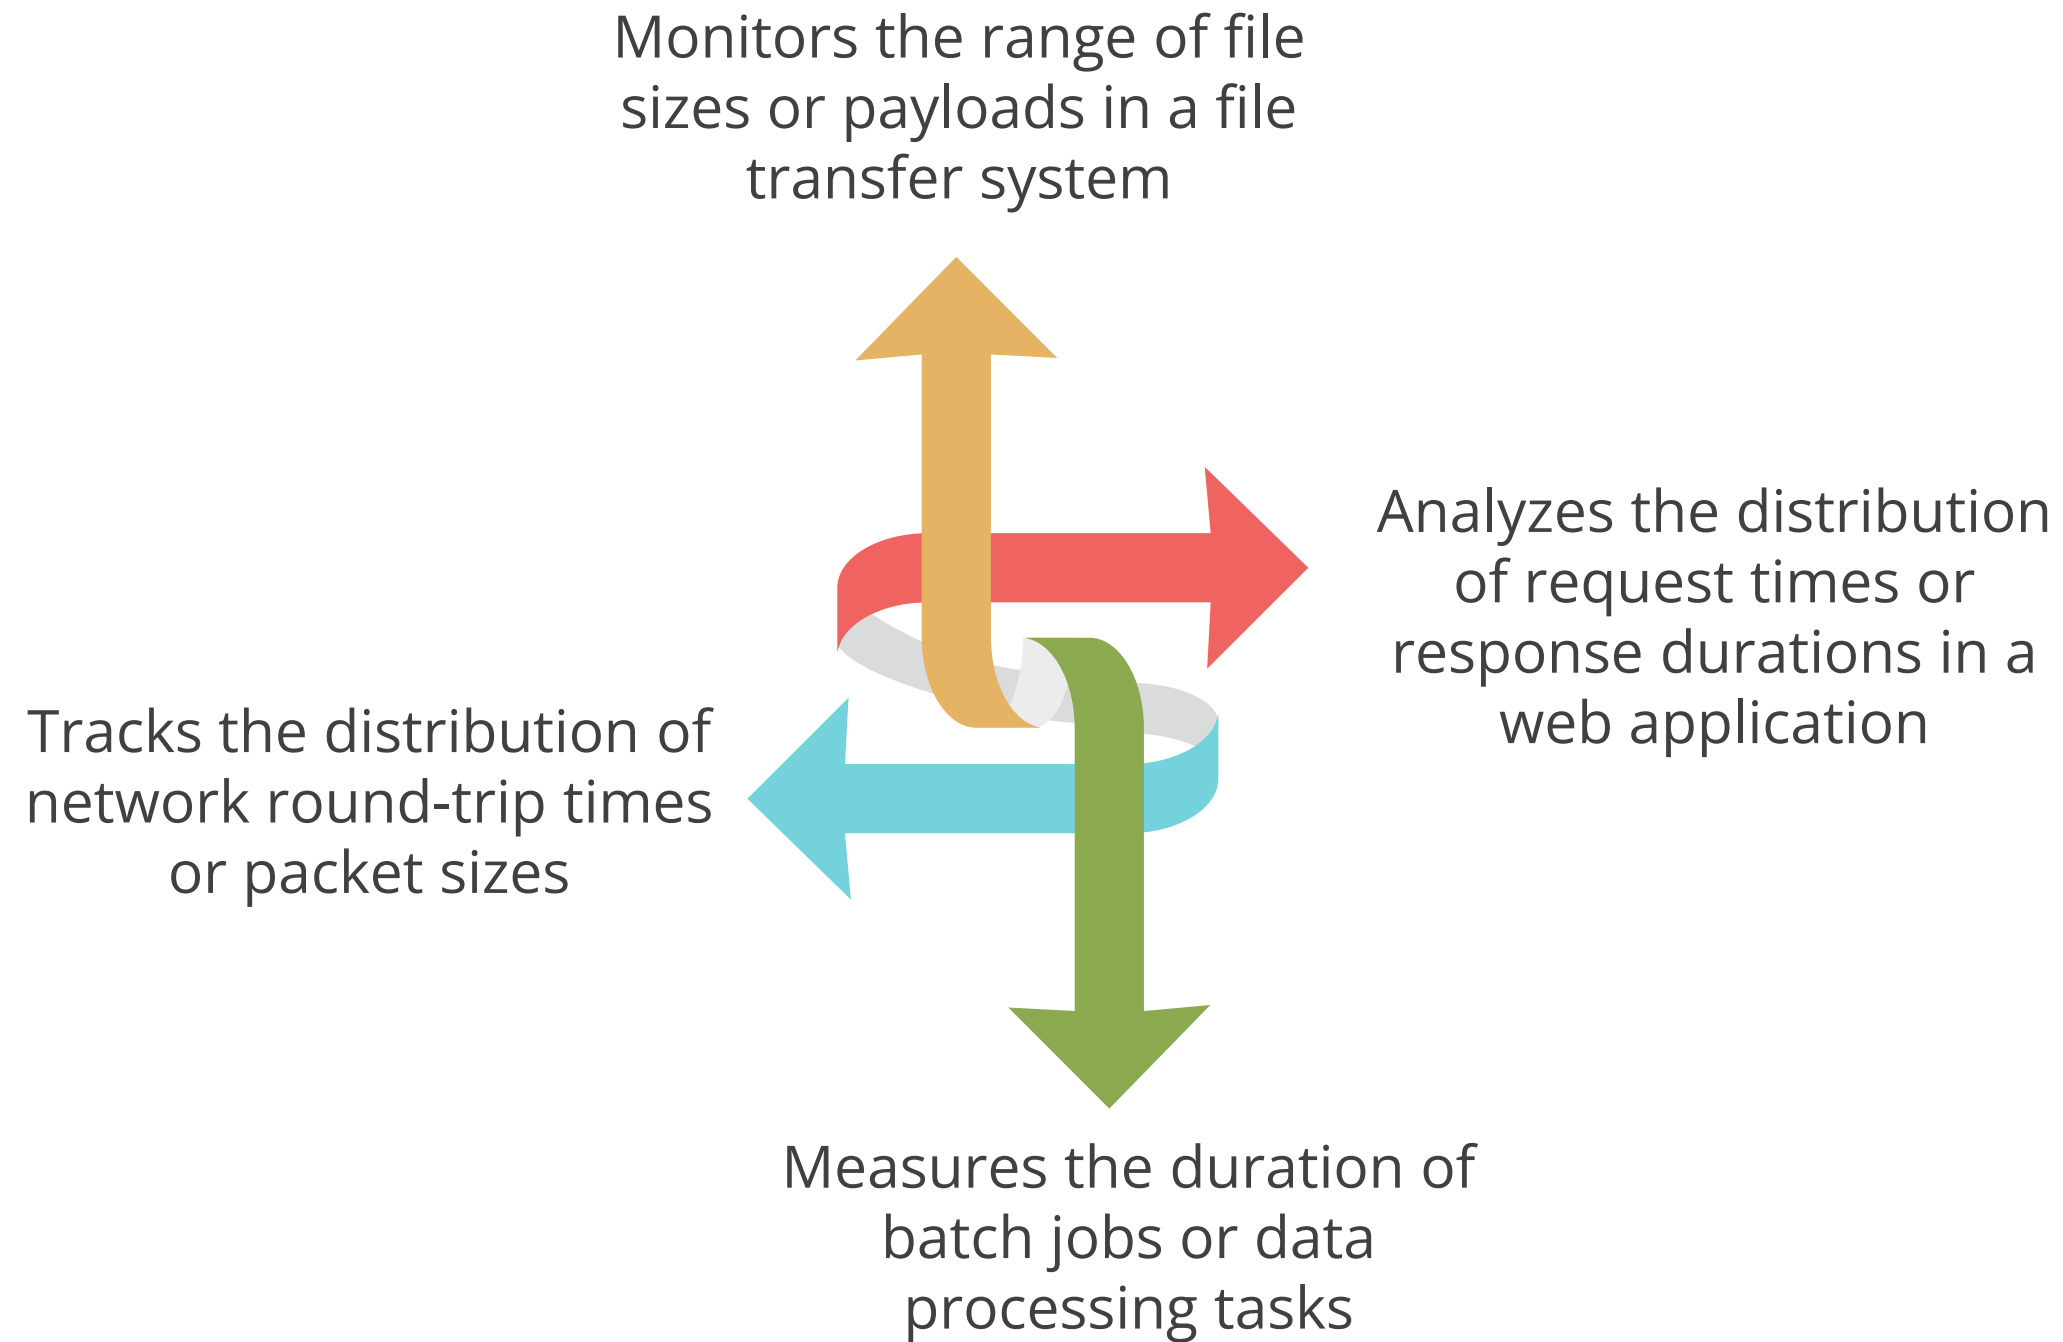 Monitors the range of file
sizes or payloads in a file
transfer system
Analyzes the distribution
of request times or
response durations in a
web application
Tracks the distribution of
network round-trip times
or packet sizes
Measures the duration of
batch jobs or data
processing tasks